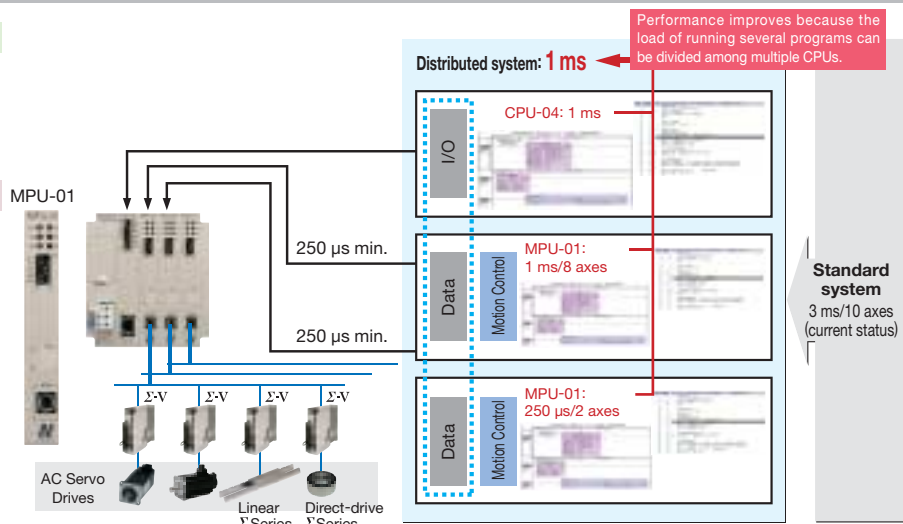 Performance improves because the
load of running several programs can
be divided among multiple CPUs.
Distributed system: 1 ms
CPU-04: 1 ms
I/O
MPU-01
250 µs min.
MPU-01:
1 ms/8 axes
Data
Motion Control
Standard
system
3 ms/10 axes
(current status)
250 µs min.
MPU-01:
250 µs/2 axes
Data
Motion Control
Σ-V
Σ-V
Σ-V
Σ-V
AC Servo
Drives
Linear
Σ Series
Direct-drive
Σ Series